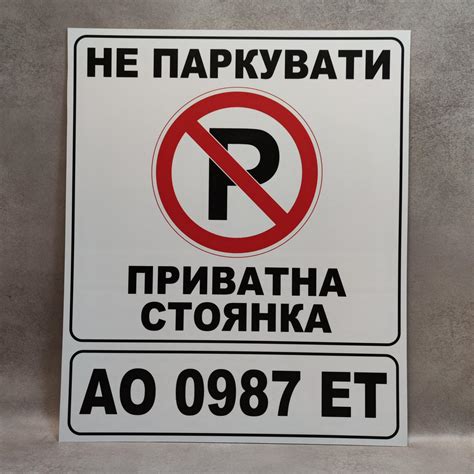 НЕ ПАРКУВАТИ
P
ПРИВАТНА
СТОЯНКА
АО 0987 ЕТ